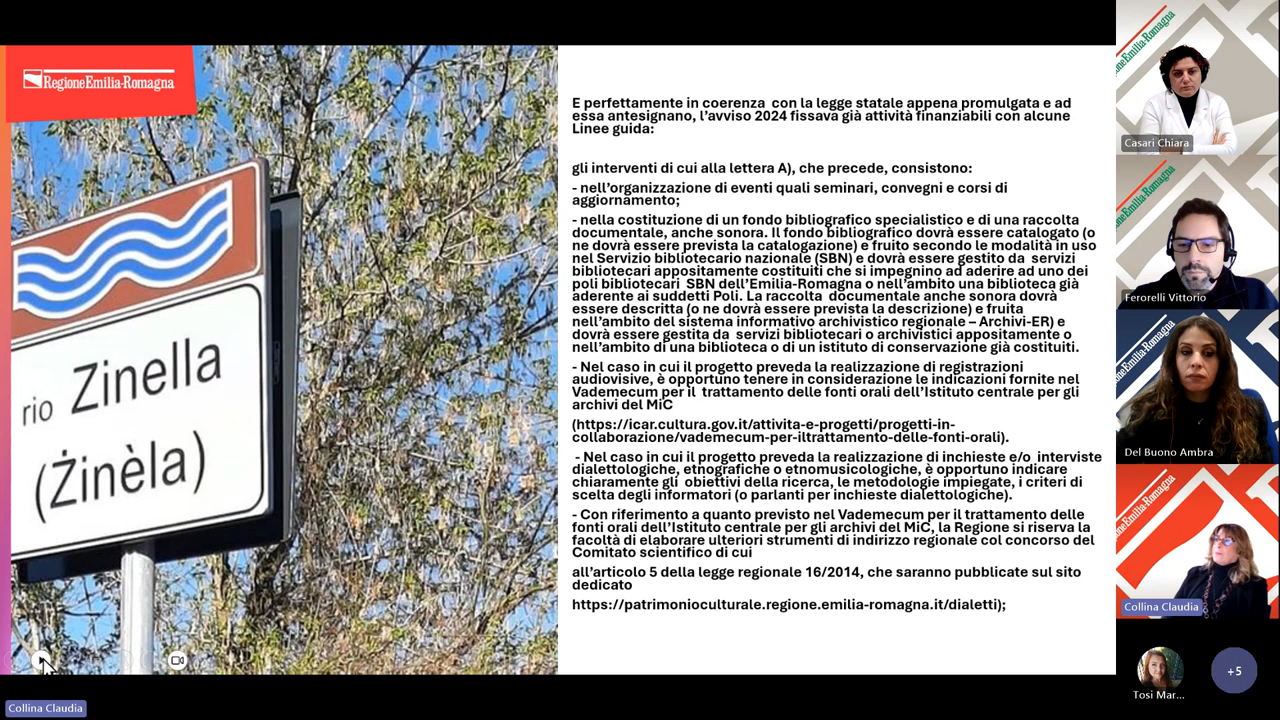 RegioneEmilia-Romagna
rio Zinella
(Żinèla)
E perfettamente in coerenza con la legge statale appena promulgata e ad
essa antesignano, l'avviso 2024 fissava già attività finanziabili con alcune
Linee guida:
gli interventi di cui alla lettera A), che precede, consistono:
- nell'organizzazione di eventi quali seminari, convegni e corsi di
aggiornamento;
- nella costituzione di un fondo bibliografico specialistico e di una raccolta
documentale, anche sonora. Il fondo bibliografico dovrà essere catalogato (o
ne dovrà essere prevista la catalogazione) e fruito secondo le modalità in uso
nel Servizio bibliotecario nazionale (SBN) e dovrà essere gestito da servizi
bibliotecari appositamente costituiti che si impegnino ad aderire ad uno dei
poli bibliotecari SBN dell'Emilia-Romagna o nell'ambito una biblioteca già
aderente ai suddetti Poli. La raccolta documentale anche sonora dovrà
essere descritta (o ne dovrà essere prevista la descrizione) e fruita
nell'ambito del sistema informativo archivistico regionale – Archivi-ER) e
dovrà essere gestita da servizi bibliotecari o archivistici appositamente o
nell'ambito di una biblioteca o di un istituto di conservazione già costituiti.
- Nel caso in cui il progetto preveda la realizzazione di registrazioni
audiovisive, è opportuno tenere in considerazione le indicazioni fornite nel
Vademecum per il trattamento delle fonti orali dell'Istituto centrale per gli
archivi del MiC
(https://icar.cultura.gov.it/attivita-e-progetti/progetti-in-
collaborazione/vademecum-per-iltrattamento-delle-fonti-orali).
- Nel caso in cui il progetto preveda la realizzazione di inchieste e/o interviste
dialettologiche, etnografiche o etnomusicologiche, è opportuno indicare
chiaramente gli obiettivi della ricerca, le metodologie impiegate, i criteri di
scelta degli informatori (o parlanti per inchieste dialettologiche).
- Con riferimento a quanto previsto nel Vademecum per il trattamento delle
fonti orali dell'Istituto centrale per gli archivi del MiC, la Regione si riserva la
facoltà di elaborare ulteriori strumenti di indirizzo regionale col concorso del
Comitato scientifico di cui
all'articolo 5 della legge regionale 16/2014, che saranno pubblicate sul sito
dedicato
https://patrimonioculturale.regione.emilia-romagna.it/dialetti);
Casari Chiara
Ferorelli Vittorio
Del Buono Ambra
Collina Claudia
Tosi Mar...
+5
Collina Claudia